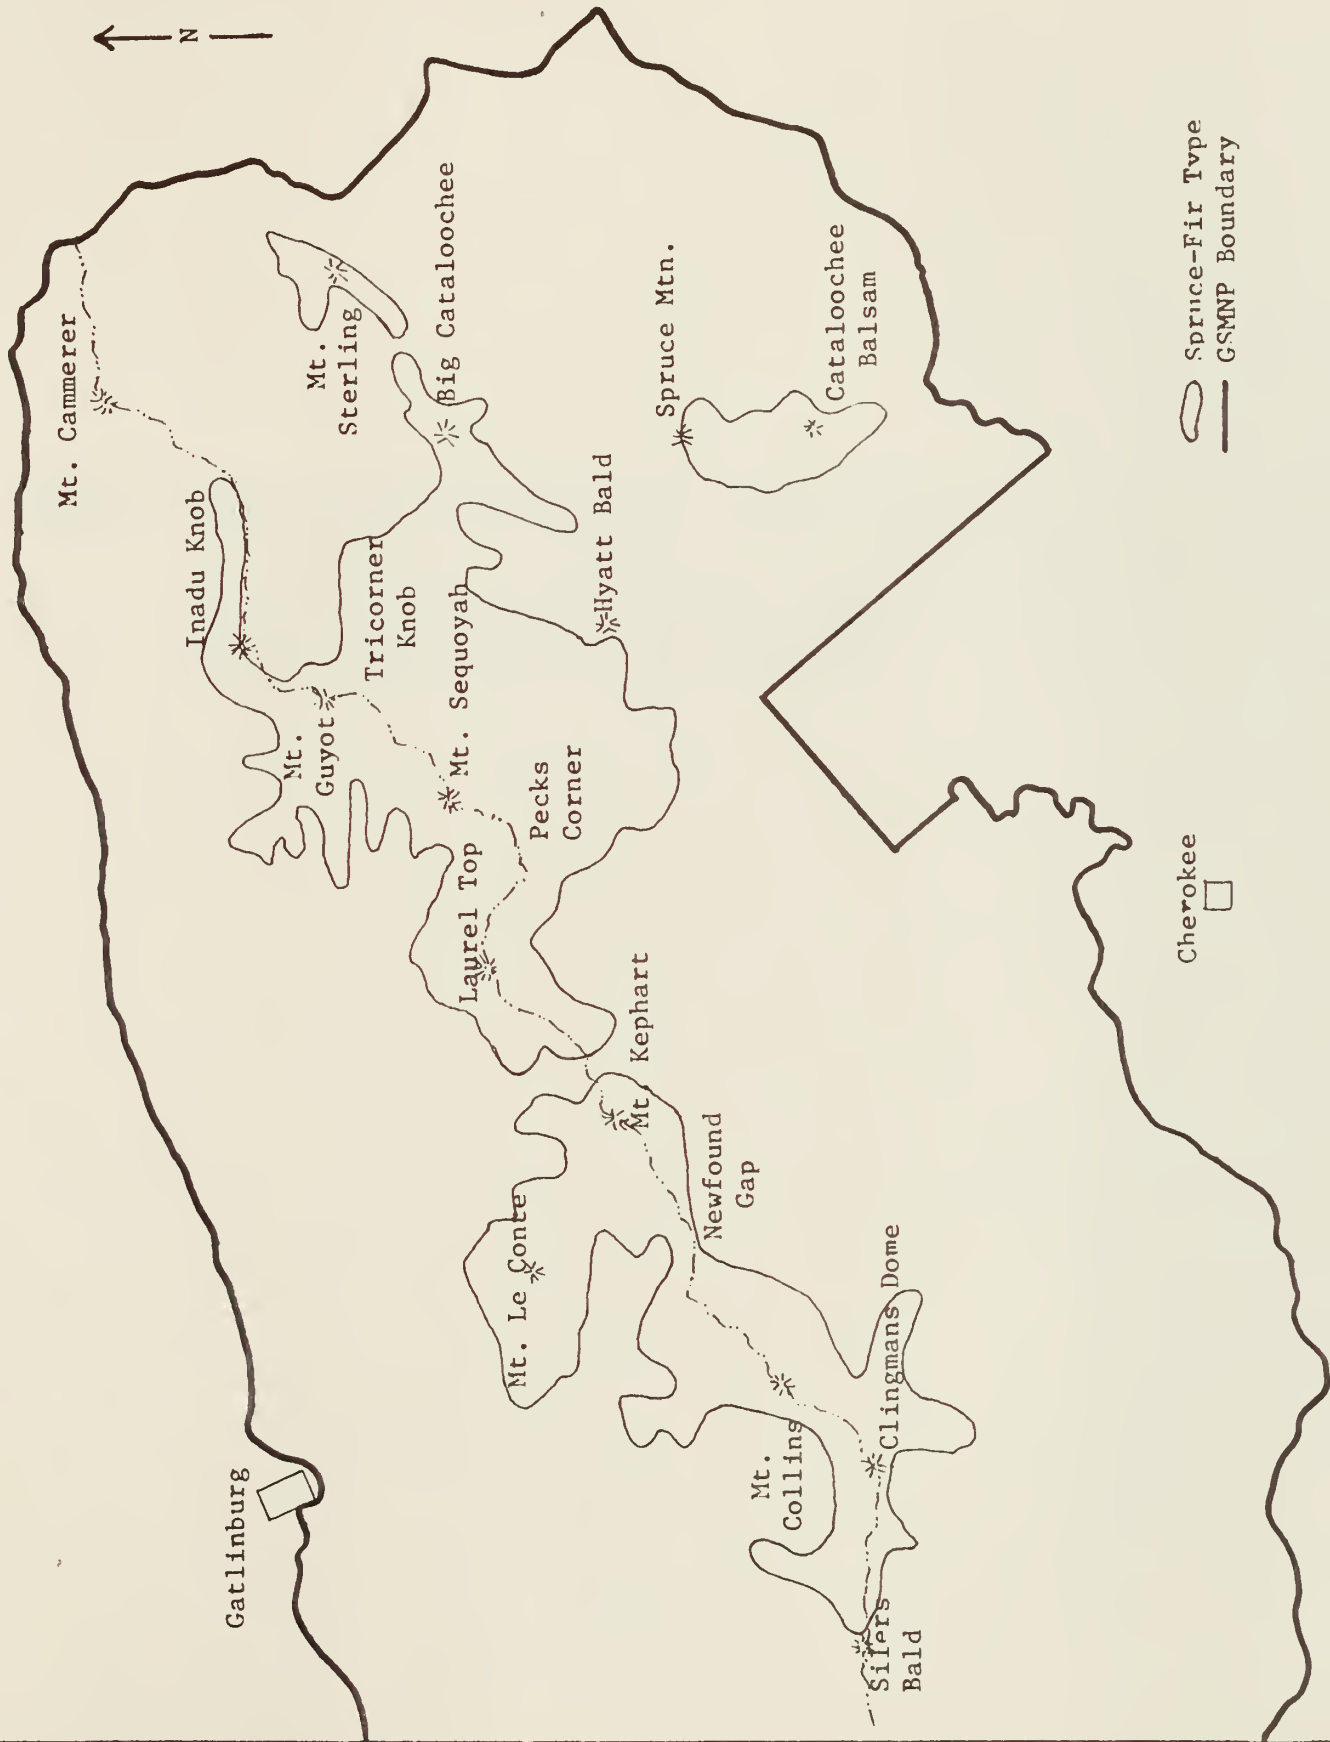 N
Mt. Cammerer
Inadu Knob
Mt.
Sterling
Big Cataloochee
Tricorner
Knob
Mt.
Guyot
Mt. Sequoyah
Hyatt Bald
Spruce Mtn.
Cataloochee
Balsam
Pecks
Corner
Laurel Top
Mt. Kephart
Mt. Le Conte
Newfound
Gap
Gatlinburg
Mt.
Collins
Clingmans Dome
Silers
Bald
Cherokee
Spruce-Fir Type
GSMNP Boundary